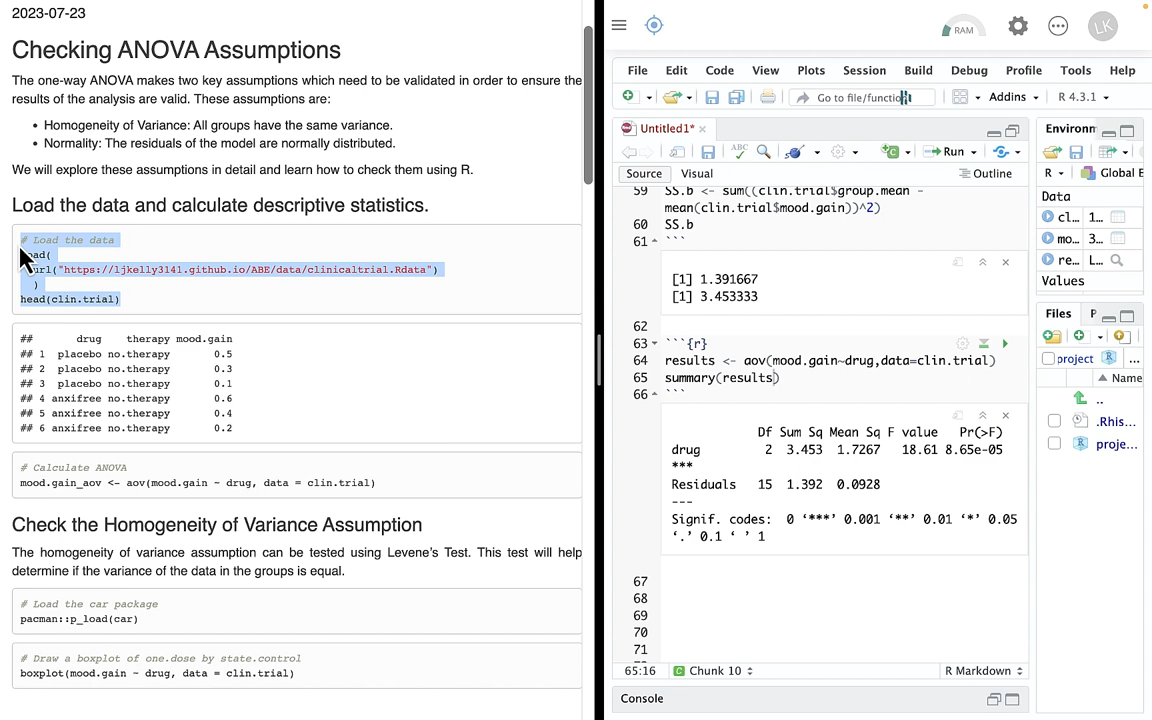 2023-07-23
Checking ANOVA Assumptions
The one-way ANOVA makes two key assumptions which need to be validated in order to ensure the
results of the analysis are valid. These assumptions are:
• Homogeneity of Variance: All groups have the same variance.
• Normality: The residuals of the model are normally distributed.
We will explore these assumptions in detail and learn how to check them using R.
Load the data and calculate descriptive statistics.
# Load the data
load(
url("https://ljkelly3141.github.io/ABE/data/clinicaltrial.Rdata")
)
head(clin.trial)
## drug therapy mood.gain
## 1 placebo no.therapy 0.5
## 2 placebo no.therapy 0.3
## 3 placebo no.therapy 0.1
## 4 anxifree no.therapy 0.6
## 5 anxifree no.therapy 0.4
## 6 anxifree no.therapy 0.2
# Calculate ANOVA
mood.gain_aov <- aov(mood.gain ~ drug, data = clin.trial)
Check the Homogeneity of Variance Assumption
The homogeneity of variance assumption can be tested using Levene's Test. This test will help
determine if the variance of the data in the groups is equal.
# Load the car package
pacman::p_load(car)
# Draw a boxplot of one.dose by state.control
boxplot(mood.gain ~ drug, data = clin.trial)
RAM
LK
File Edit Code View Plots Session Build Debug Profile Tools Help
Go to file/functio
Addins
R 4.3.1
Untitled1*
ABC
Run
Source Visual
Outline
59 SS.b <- sum((clin.trial$group.mean -
mean(clin.trial$mood.gain))^2)
60 SS.b
61 ```
[1] 1.391667
[1] 3.453333
62
63 ```{r}
64 results <- aov(mood.gain~drug,data=clin.trial)
65 summary(results)
66 ```
Df Sum Sq Mean Sq F value Pr(>F)
drug 2 3.453 1.7267 18.61 8.65e-05
***
Residuals 15 1.392 0.0928
---
Signif. codes: 0 ‘***’ 0.001 ‘**’ 0.01 ‘*’ 0.05
‘.’ 0.1 ‘ ’ 1
67
68
69
70
71
65:16 C Chunk 10
R Markdown
Console
Environm
R Global E
Data
cl... 1...
mo... 3...
re... L...
Values
Files P
project R ...
Name
..
.Rhis...
proje...